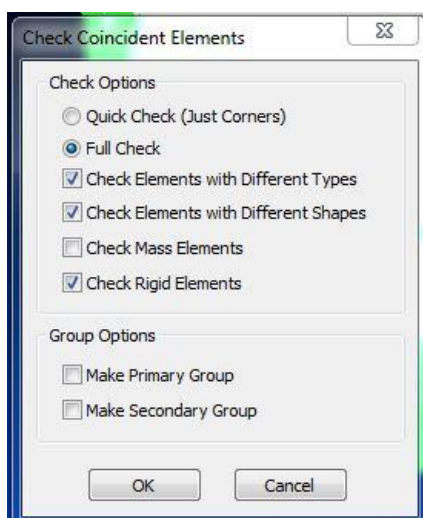 Check Coincident Elements
Check Options
Quick Check (Just Corners)
Full Check
Check Elements with Different Types
Check Elements with Different Shapes
Check Mass Elements
Check Rigid Elements
Group Options
Make Primary Group
Make Secondary Group
OK Cancel